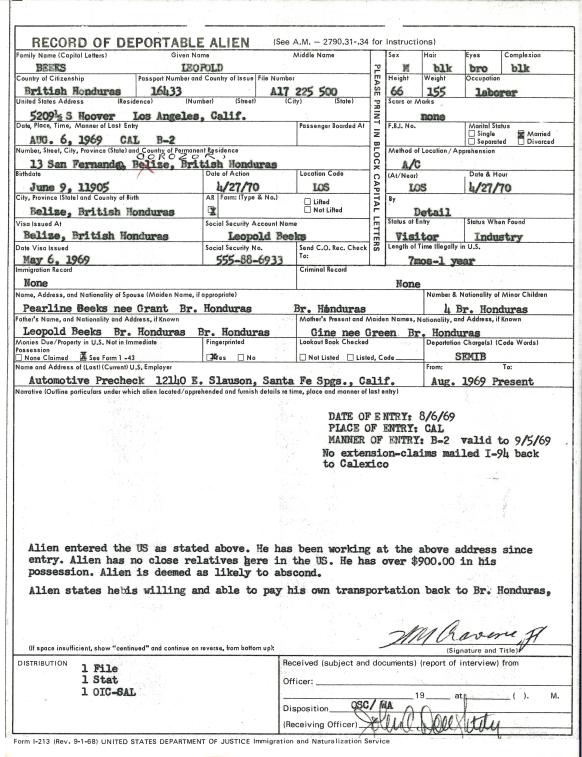 RECORD OF DEPORTABLE ALIEN (See A.M. — 2790.31-.34 for Instructions)
Family Name (Capital Letters) Given Name Middle Name Sex Hair Eyes Complexion
BEEKS LEOPOLD M blk bro blk
Country of Citizenship Passport Number and Country of Issue File Number Height Weight Occupation
British Honduras 16433 A17 225 500 66 155 laborer
United States Address (Residence) (Number) (Street) (City) (State) Scars or Marks
5209½ S Hoover Los Angeles, Calif. none
Date, Place, Time, Manner of Last Entry Passenger Boarded At F.B.I. No. Marital Status
AUG. 6, 1969 CAL B-2 Single Married
Separated Divorced
Number, Street, City, Province (State) and Country of Permanent Residence Method of Location/Apprehension
13 San Fernando, Belize, British Honduras A/C
Birthdate Date of Action Location Code (At/Near) Date & Hour
June 9, 11905 4/27/70 LOS LOS 4/27/70
City, Province (State) and Country of Birth AR Form: (Type & No.) Lifted By
Belize, British Honduras X Not Lifted Detail
Visa Issued At Social Security Account Name Status at Entry Status When Found
British Honduras Leopold Beeks Visitor Industry
Date Visa Issued Social Security No. Send C.O. Rec. Check To: Length of Time Illegally in U.S.
May 6, 1969 555-88-6933 7mos-1 year
PLEASE PRINT IN BLOCK CAPITAL LETTERS
Immigration Record Criminal Record
None None
Name, Address, and Nationality of Spouse (Maiden Name, if appropriate) Number & Nationality of Minor Children
Pearline Beeks nee Grant Br. Honduras Br. Honduras 4 Br. Honduras
Father's Name, and Nationality and Address, if Known Mother's Present and Maiden Names, Nationality, and Address, if Known
Leopold Beeks Br. Honduras Br. Honduras Gine nee Green Br. Honduras
Monies Due/Property in U.S. Not in Immediate Possession Fingerprinted Lookout Book Checked Deportation Charge(s) (Code Words)
None Claimed X See Form I-43 Yes No Not Listed Listed, Code SEMIB
Name and Address of (Last) (Current) U.S. Employer From: To:
Automotive Precheck 12140 E. Slauson, Santa Fe Spgs., Calif. Aug. 1969 Present
Narrative (Outline particulars under which alien located/apprehended and furnish details re time, place and manner of last entry)
DATE OF ENTRY: 8/6/69
PLACE OF ENTRY: CAL
MANNER OF ENTRY: B-2 valid to 9/5/69
No extension-claims mailed I-94 back
to Calexico
Alien entered the US as stated above. He has been working at the above address since
entry. Alien has no close relatives here in the US. He has over $900.00 in his
possession. Alien is deemed as likely to abscond.
Alien states hebis willing and able to pay his own transportation back to Br. Honduras,
(Signature and Title)
(If space insufficient, show "continued" and continue on reverse, from bottom up):
DISTRIBUTION Received (subject and documents) (report of interview) from
1 File
1 Stat
1 OIC-SAL
Officer:
19 at ( ). M.
Disposition OSC/ WA
(Receiving Officer)
Form I-213 (Rev. 9-1-68) UNITED STATES DEPARTMENT OF JUSTICE Immigration and Naturalization Service